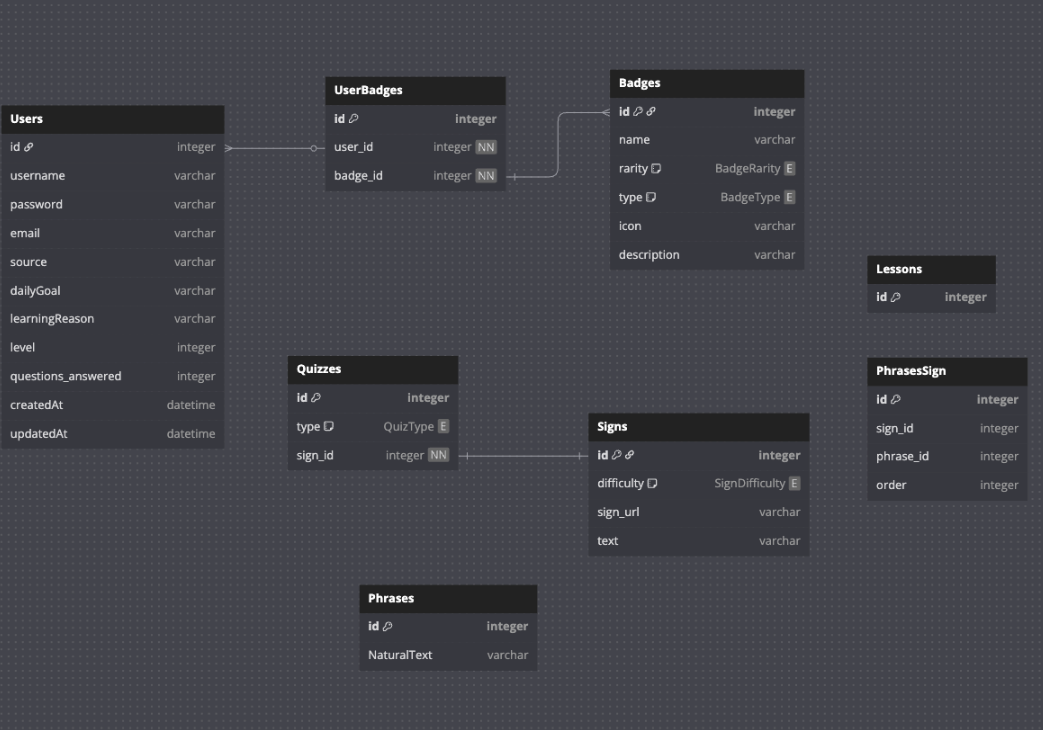 Users
id integer
username varchar
password varchar
email varchar
source varchar
dailyGoal varchar
learningReason varchar
level integer
questions_answered integer
createdAt datetime
updatedAt datetime
UserBadges
id integer
user_id integer NN
badge_id integer NN
Badges
id integer
name varchar
rarity BadgeRarity E
type BadgeType E
icon varchar
description varchar
Lessons
id integer
Quizzes
id integer
type QuizType E
sign_id integer NN
Signs
id integer
difficulty SignDifficulty E
sign_url varchar
text varchar
PhrasesSign
id integer
sign_id integer
phrase_id integer
order integer
Phrases
id integer
NaturalText varchar